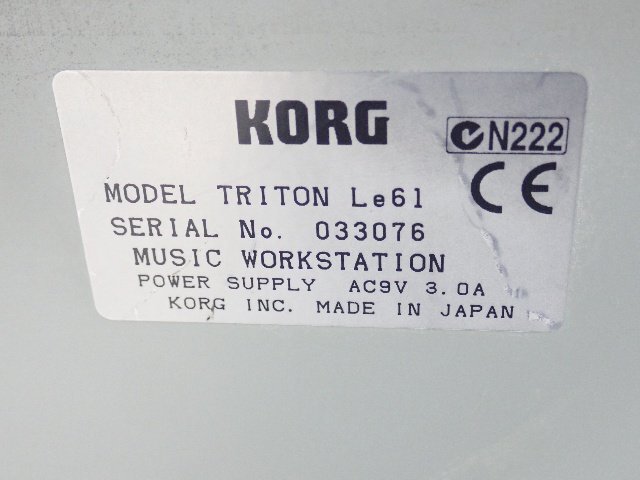 KORG
N222
CE
MODEL TRITON Le61
SERIAL No. 033076
MUSIC WORKSTATION
POWER SUPPLY AC9V 3.0A
KORG INC. MADE IN JAPAN